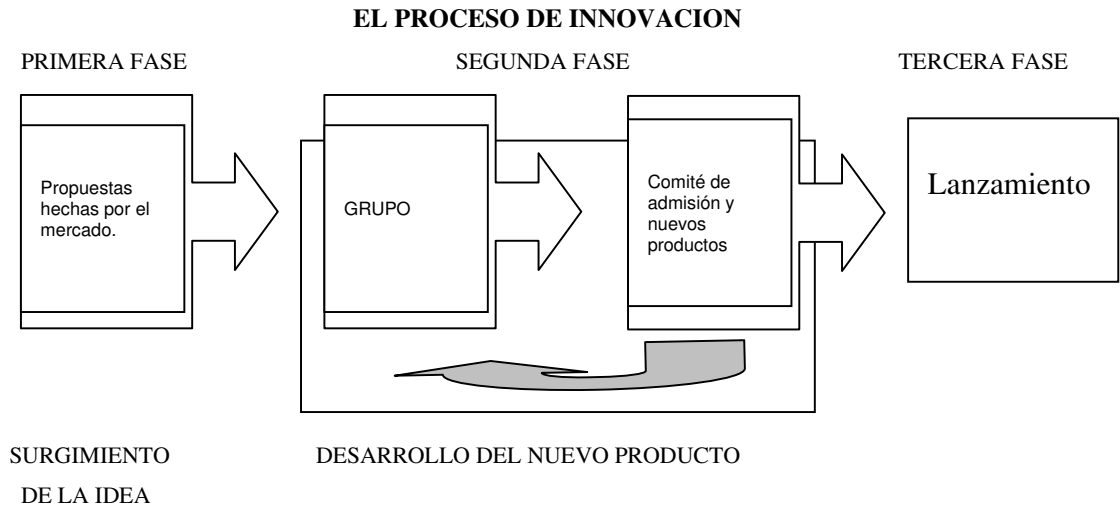 EL PROCESO DE INNOVACION
PRIMERA FASE
SEGUNDA FASE
TERCERA FASE
Propuestas
hechas por el
mercado.
GRUPO
Comité de
admisión y
nuevos
productos
Lanzamiento
SURGIMIENTO
DE LA IDEA
DESARROLLO DEL NUEVO PRODUCTO